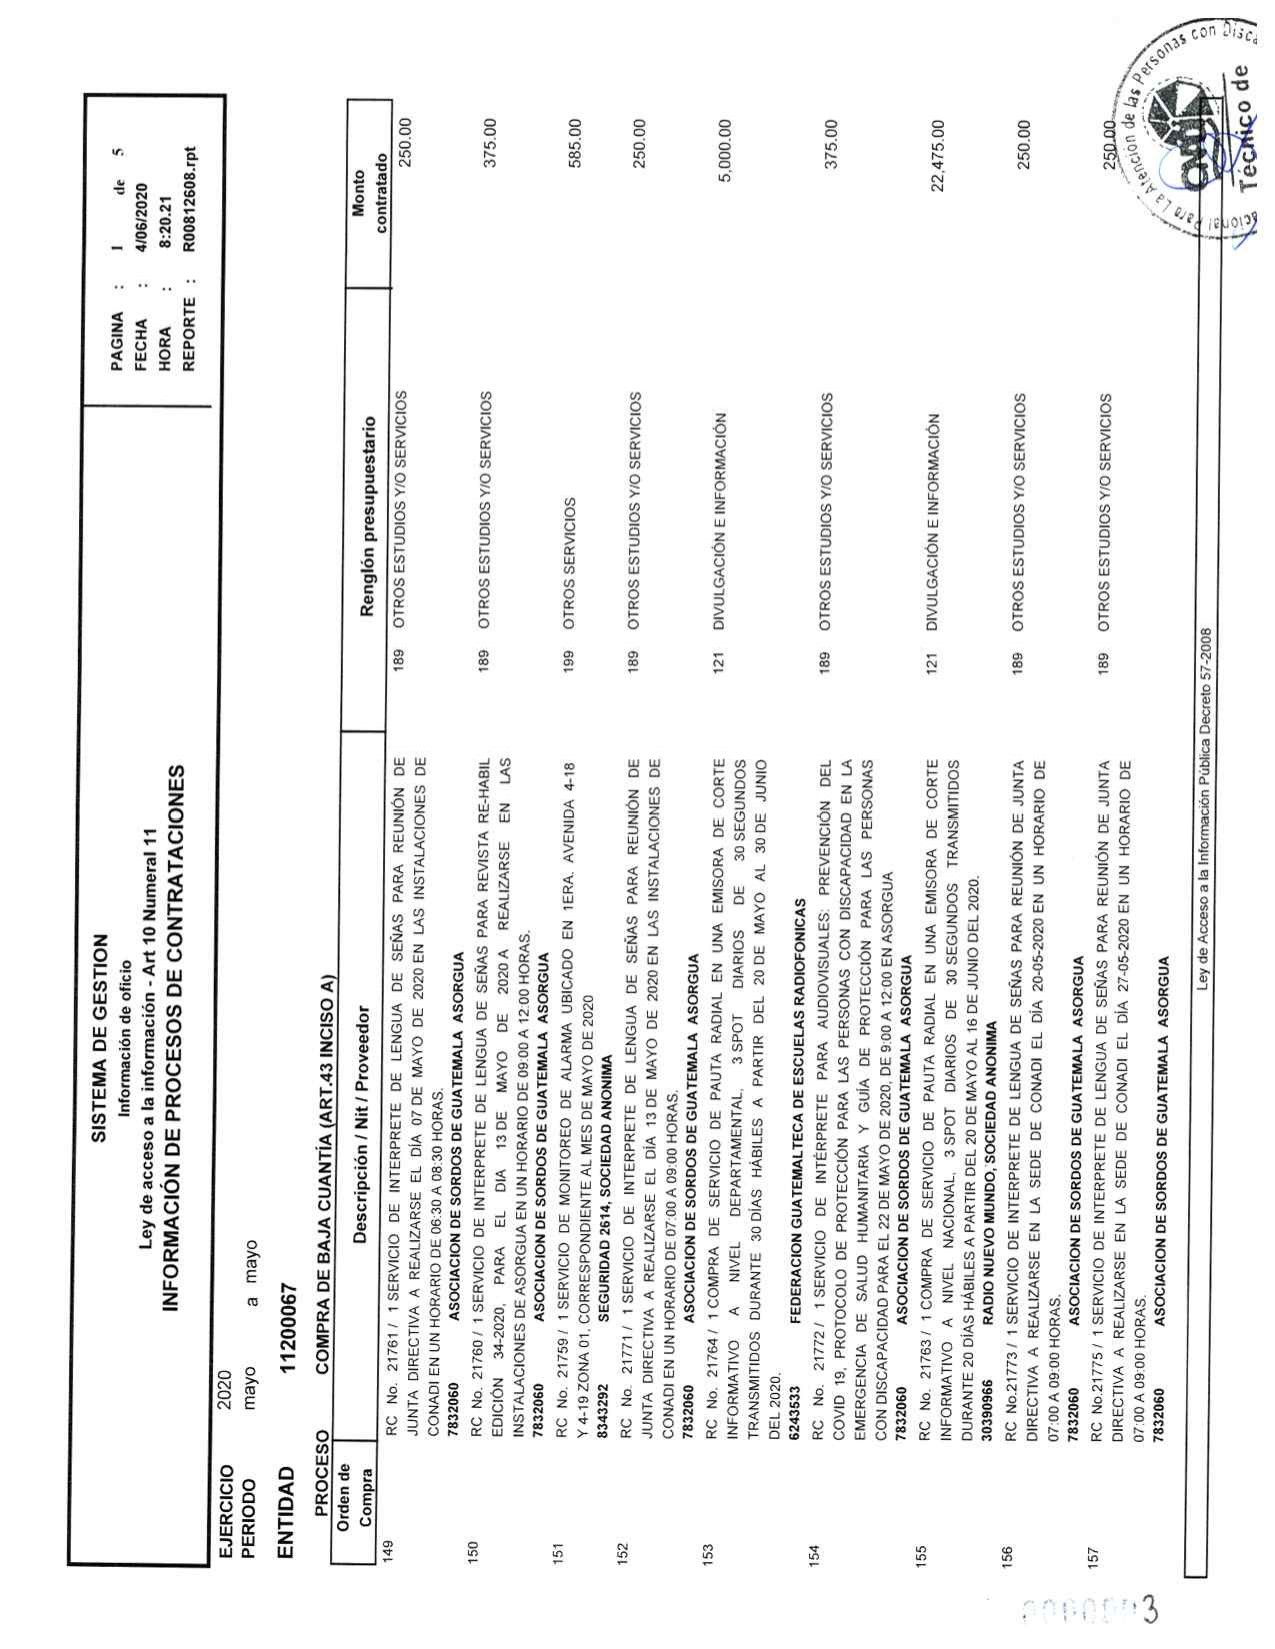 SISTEMA DE GESTION
Información de oficio
Ley de acceso a la información - Art 10 Numeral 11
INFORMACIÓN DE PROCESOS DE CONTRATACIONES
PAGINA : 1 de 5
FECHA : 4/06/2020
HORA : 8:20.21
REPORTE : R00812608.rpt
EJERCICIO 2020
PERIODO mayo a mayo
ENTIDAD 11200067
PROCESO COMPRA DE BAJA CUANTÍA (ART.43 INCISO A)
Orden de Compra Descripción / Nit / Proveedor Renglón presupuestario Monto contratado
149 RC No. 21761 / 1 SERVICIO DE INTERPRETE DE LENGUA DE SEÑAS PARA REUNIÓN DE 189 OTROS ESTUDIOS Y/O SERVICIOS 250.00
JUNTA DIRECTIVA A REALIZARSE EL DÍA 07 DE MAYO DE 2020 EN LAS INSTALACIONES DE
CONADI EN UN HORARIO DE 06:30 A 08:30 HORAS.
7832060 ASOCIACION DE SORDOS DE GUATEMALA ASORGUA
150 RC No. 21760 / 1 SERVICIO DE INTERPRETE DE LENGUA DE SEÑAS PARA REVISTA RE-HABIL 189 OTROS ESTUDIOS Y/O SERVICIOS 375.00
EDICIÓN 34-2020, PARA EL DIA 13 DE MAYO DE 2020 A REALIZARSE EN LAS
INSTALACIONES DE ASORGUA EN UN HORARIO DE 09:00 A 12:00 HORAS.
7832060 ASOCIACION DE SORDOS DE GUATEMALA ASORGUA
151 RC No. 21759 / 1 SERVICIO DE MONITOREO DE ALARMA UBICADO EN 1ERA. AVENIDA 4-18 199 OTROS SERVICIOS 585.00
Y 4-19 ZONA 01, CORRESPONDIENTE AL MES DE MAYO DE 2020
8343292 SEGURIDAD 2614, SOCIEDAD ANONIMA
152 RC No. 21771 / 1 SERVICIO DE INTERPRETE DE LENGUA DE SEÑAS PARA REUNIÓN DE 189 OTROS ESTUDIOS Y/O SERVICIOS 250.00
JUNTA DIRECTIVA A REALIZARSE EL DÍA 13 DE MAYO DE 2020 EN LAS INSTALACIONES DE
CONADI EN UN HORARIO DE 07:00 A 09:00 HORAS.
7832060 ASOCIACION DE SORDOS DE GUATEMALA ASORGUA
153 RC No. 21764 / 1 COMPRA DE SERVICIO DE PAUTA RADIAL EN UNA EMISORA DE CORTE 121 DIVULGACIÓN E INFORMACIÓN 5,000.00
INFORMATIVO A NIVEL DEPARTAMENTAL, 3 SPOT DIARIOS DE 30 SEGUNDOS
TRANSMITIDOS DURANTE 30 DÍAS HÁBILES A PARTIR DEL 20 DE MAYO AL 30 DE JUNIO
DEL 2020.
6243533 FEDERACION GUATEMALTECA DE ESCUELAS RADIOFONICAS
154 RC No. 21772 / 1 SERVICIO DE INTÉRPRETE PARA AUDIOVISUALES: PREVENCIÓN DEL 189 OTROS ESTUDIOS Y/O SERVICIOS 375.00
COVID 19, PROTOCOLO DE PROTECCIÓN PARA LAS PERSONAS CON DISCAPACIDAD EN LA
EMERGENCIA DE SALUD HUMANITARIA Y GUÍA DE PROTECCIÓN PARA LAS PERSONAS
CON DISCAPACIDAD PARA EL 22 DE MAYO DE 2020, DE 9:00 A 12:00 EN ASORGUA
7832060 ASOCIACION DE SORDOS DE GUATEMALA ASORGUA
155 RC No. 21763 / 1 COMPRA DE SERVICIO DE PAUTA RADIAL EN UNA EMISORA DE CORTE 121 DIVULGACIÓN E INFORMACIÓN 22,475.00
INFORMATIVO A NIVEL NACIONAL, 3 SPOT DIARIOS DE 30 SEGUNDOS TRANSMITIDOS
DURANTE 20 DÍAS HÁBILES A PARTIR DEL 20 DE MAYO AL 16 DE JUNIO DEL 2020.
30390966 RADIO NUEVO MUNDO, SOCIEDAD ANONIMA
156 RC No.21773 / 1 SERVICIO DE INTERPRETE DE LENGUA DE SEÑAS PARA REUNIÓN DE JUNTA 189 OTROS ESTUDIOS Y/O SERVICIOS 250.00
DIRECTIVA A REALIZARSE EN LA SEDE DE CONADI EL DÍA 20-05-2020 EN UN HORARIO DE
07:00 A 09:00 HORAS.
7832060 ASOCIACION DE SORDOS DE GUATEMALA ASORGUA
157 RC No.21775 / 1 SERVICIO DE INTERPRETE DE LENGUA DE SEÑAS PARA REUNIÓN DE JUNTA 189 OTROS ESTUDIOS Y/O SERVICIOS 250.00
DIRECTIVA A REALIZARSE EN LA SEDE DE CONADI EL DÍA 27-05-2020 EN UN HORARIO DE
07:00 A 09:00 HORAS.
7832060 ASOCIACION DE SORDOS DE GUATEMALA ASORGUA
Ley de Acceso a la Información Pública Decreto 57-2008
Para La Atención de las Personas con
Técnico de
3